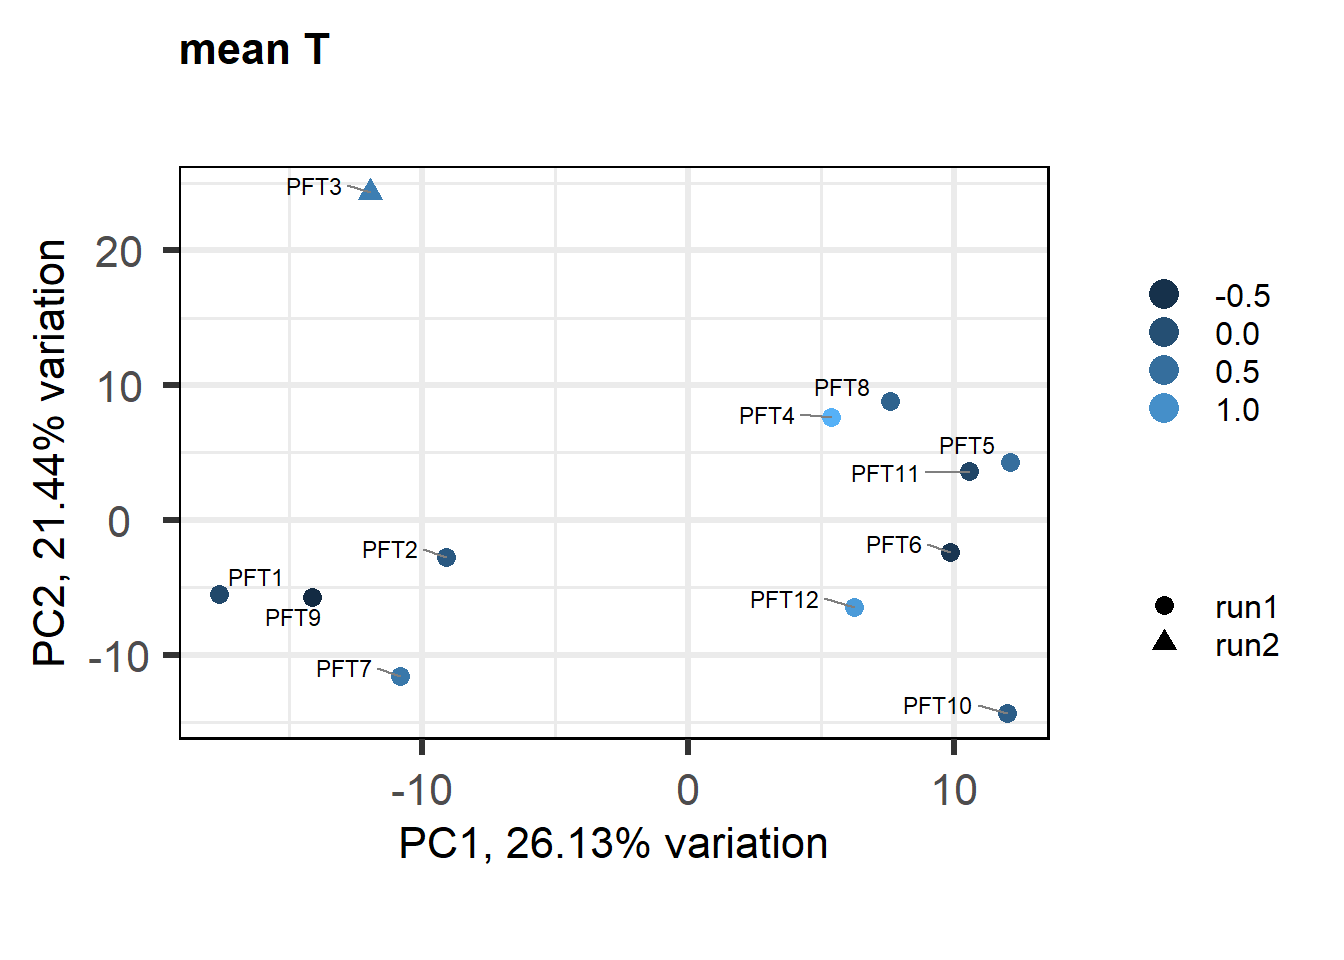 mean T
PFT3
20
10
0
-10
PC2, 21.44% variation
PFT8
PFT4
PFT5
PFT11
PFT2
PFT6
PFT1
PFT12
PFT9
PFT7
PFT10
-10
0
10
PC1, 26.13% variation
-0.5
0.0
0.5
1.0
run1
run2